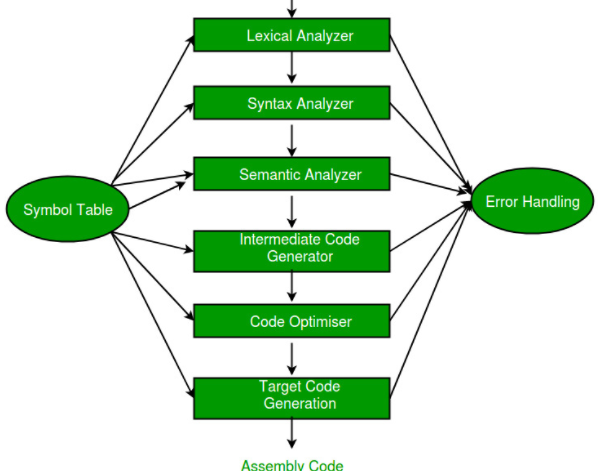 Lexical Analyzer
Syntax Analyzer
Semantic Analyzer
Symbol Table
Error Handling
Intermediate Code
Generator
Code Optimiser
Target Code
Generation
Assembly Code